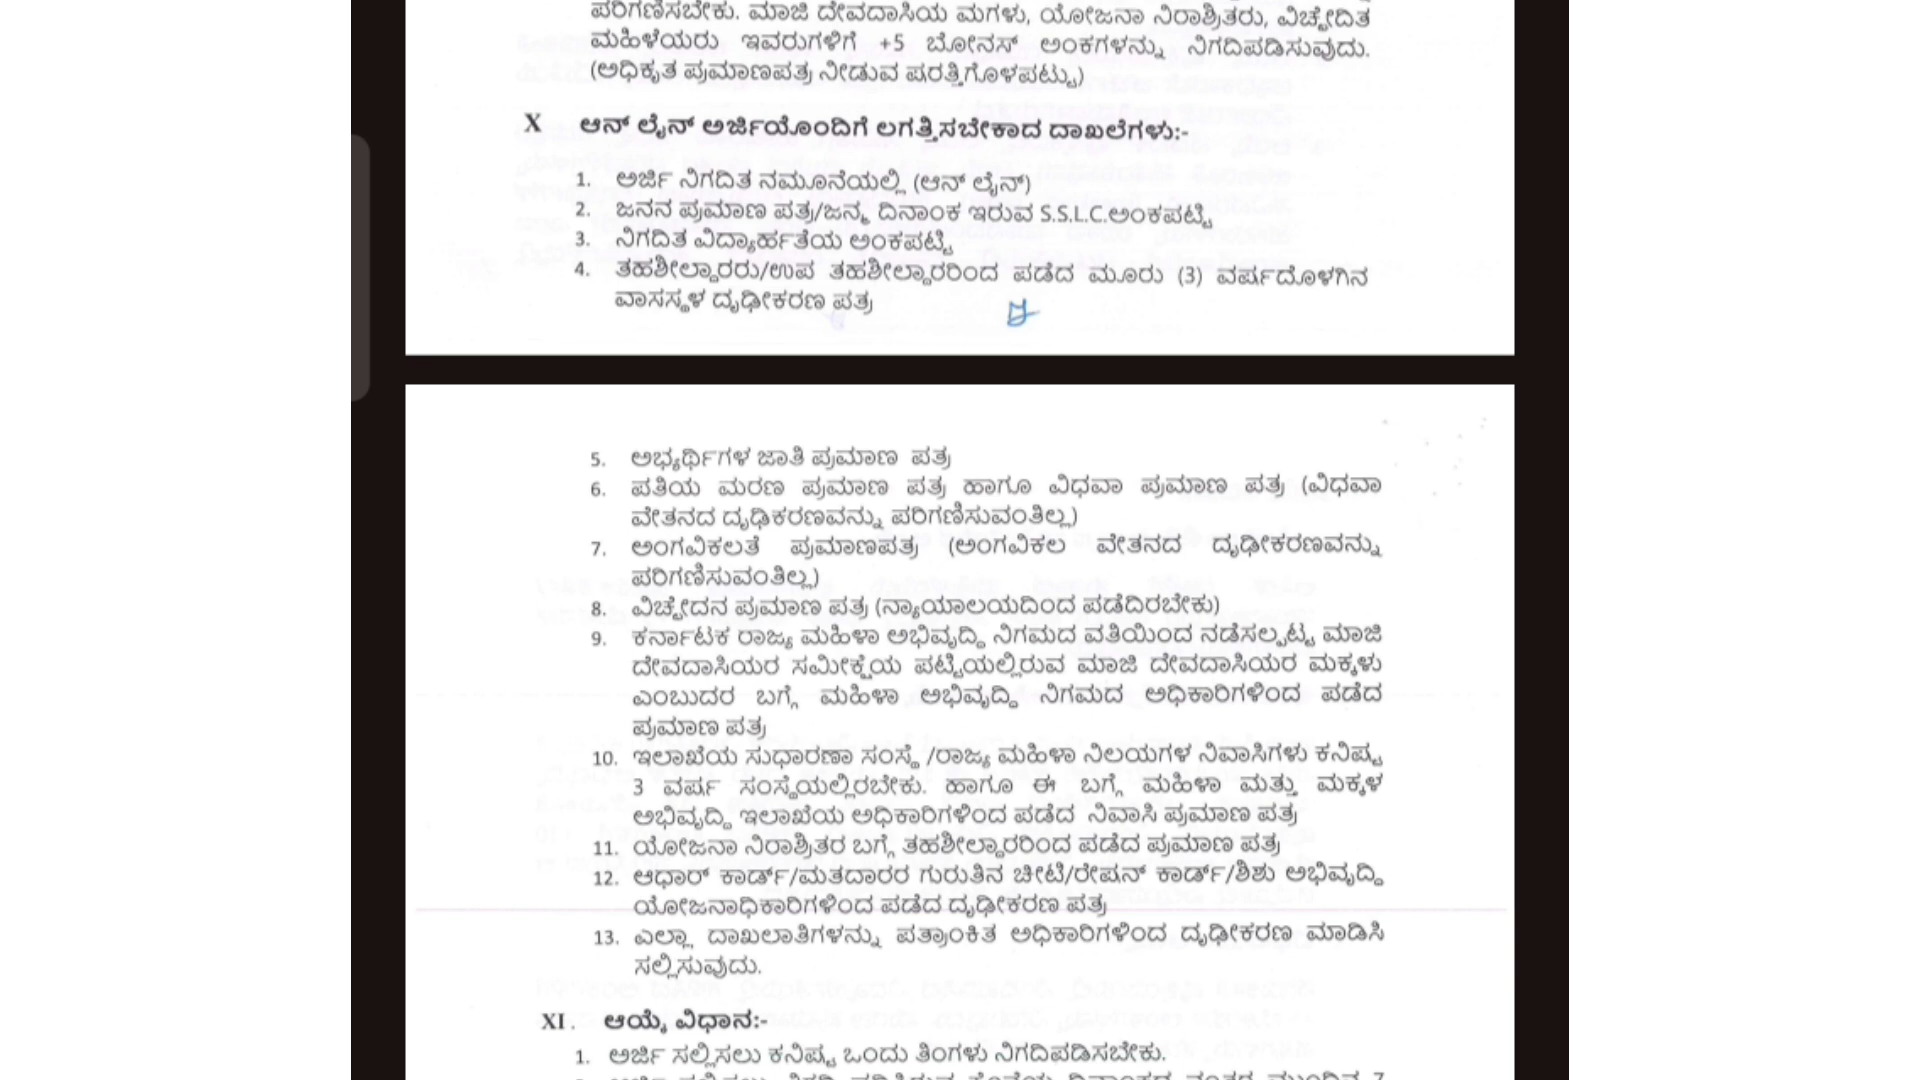 ಪರಿಗಣಿಸಬೇಕು. ಮಾಜಿ ದೇವದಾಸಿಯ ಮಗಳು, ಯೋಜನಾ ನಿರಾಶ್ರಿತರು, ವಿಚ್ಛೇದಿತ
ಮಹಿಳೆಯರು ಇವರುಗಳಿಗೆ +5 ಬೋನಸ್ ಅಂಕಗಳನ್ನು ನಿಗದಿಪಡಿಸುವುದು.
(ಅಧಿಕೃತ ಪ್ರಮಾಣಪತ್ರ ನೀಡುವ ಷರತ್ತಿಗೊಳಪಟ್ಟು)
X ಆನ್ ಲೈನ್ ಅರ್ಜಿಯೊಂದಿಗೆ ಲಗತ್ತಿಸಬೇಕಾದ ದಾಖಲೆಗಳು:-
1. ಅರ್ಜಿ ನಿಗದಿತ ನಮೂನೆಯಲ್ಲಿ (ಆನ್ ಲೈನ್)
2. ಜನನ ಪ್ರಮಾಣ ಪತ್ರ/ಜನ್ಮ ದಿನಾಂಕ ಇರುವ S.S.L.C.ಅಂಕಪಟ್ಟಿ
3. ನಿಗದಿತ ವಿದ್ಯಾರ್ಹತೆಯ ಅಂಕಪಟ್ಟಿ
4. ತಹಶೀಲ್ದಾರರು/ಉಪ ತಹಶೀಲ್ದಾರರಿಂದ ಪಡೆದ ಮೂರು (3) ವರ್ಷದೊಳಗಿನ
ವಾಸಸ್ಥಳ ದೃಢೀಕರಣ ಪತ್ರ
5. ಅಭ್ಯರ್ಥಿಗಳ ಜಾತಿ ಪ್ರಮಾಣ ಪತ್ರ
6. ಪತಿಯ ಮರಣ ಪ್ರಮಾಣ ಪತ್ರ ಹಾಗೂ ವಿಧವಾ ಪ್ರಮಾಣ ಪತ್ರ (ವಿಧವಾ
ವೇತನದ ದೃಢಿಕರಣವನ್ನು ಪರಿಗಣಿಸುವಂತಿಲ್ಲ)
7. ಅಂಗವಿಕಲತೆ ಪ್ರಮಾಣಪತ್ರ (ಅಂಗವಿಕಲ ವೇತನದ ದೃಢೀಕರಣವನ್ನು
ಪರಿಗಣಿಸುವಂತಿಲ್ಲ)
8. ವಿಚ್ಛೇದನ ಪ್ರಮಾಣ ಪತ್ರ (ನ್ಯಾಯಾಲಯದಿಂದ ಪಡೆದಿರಬೇಕು)
9. ಕರ್ನಾಟಕ ರಾಜ್ಯ ಮಹಿಳಾ ಅಭಿವೃದ್ಧಿ ನಿಗಮದ ವತಿಯಿಂದ ನಡೆಸಲ್ಪಟ್ಟ ಮಾಜಿ
ದೇವದಾಸಿಯರ ಸಮೀಕ್ಷೆಯ ಪಟ್ಟಿಯಲ್ಲಿರುವ ಮಾಜಿ ದೇವದಾಸಿಯರ ಮಕ್ಕಳು
ಎಂಬುದರ ಬಗ್ಗೆ ಮಹಿಳಾ ಅಭಿವೃದ್ಧಿ ನಿಗಮದ ಅಧಿಕಾರಿಗಳಿಂದ ಪಡೆದ
ಪ್ರಮಾಣ ಪತ್ರ
10. ಇಲಾಖೆಯ ಸುಧಾರಣಾ ಸಂಸ್ಥೆ /ರಾಜ್ಯ ಮಹಿಳಾ ನಿಲಯಗಳ ನಿವಾಸಿಗಳು ಕನಿಷ್ಟ
3 ವರ್ಷ ಸಂಸ್ಥೆಯಲ್ಲಿರಬೇಕು. ಹಾಗೂ ಈ ಬಗ್ಗೆ ಮಹಿಳಾ ಮತ್ತು ಮಕ್ಕಳ
ಅಭಿವೃದ್ಧಿ ಇಲಾಖೆಯ ಅಧಿಕಾರಿಗಳಿಂದ ಪಡೆದ ನಿವಾಸಿ ಪ್ರಮಾಣ ಪತ್ರ
11. ಯೋಜನಾ ನಿರಾಶ್ರಿತರ ಬಗ್ಗೆ ತಹಶೀಲ್ದಾರರಿಂದ ಪಡೆದ ಪ್ರಮಾಣ ಪತ್ರ
12. ಆಧಾರ್ ಕಾರ್ಡ್/ಮತದಾರರ ಗುರುತಿನ ಚೀಟಿ/ರೇಷನ್ ಕಾರ್ಡ್/ಶಿಶು ಅಭಿವೃದ್ಧಿ
ಯೋಜನಾಧಿಕಾರಿಗಳಿಂದ ಪಡೆದ ದೃಢೀಕರಣ ಪತ್ರ
13. ಎಲ್ಲಾ ದಾಖಲಾತಿಗಳನ್ನು ಪತ್ರಾಂಕಿತ ಅಧಿಕಾರಿಗಳಿಂದ ದೃಢೀಕರಣ ಮಾಡಿಸಿ
ಸಲ್ಲಿಸುವುದು.
XI. ಆಯ್ಕೆ ವಿಧಾನ:-
1. ಅರ್ಜಿ ಸಲ್ಲಿಸಲು ಕನಿಷ್ಟ ಒಂದು ತಿಂಗಳು ನಿಗದಿಪಡಿಸಬೇಕು.